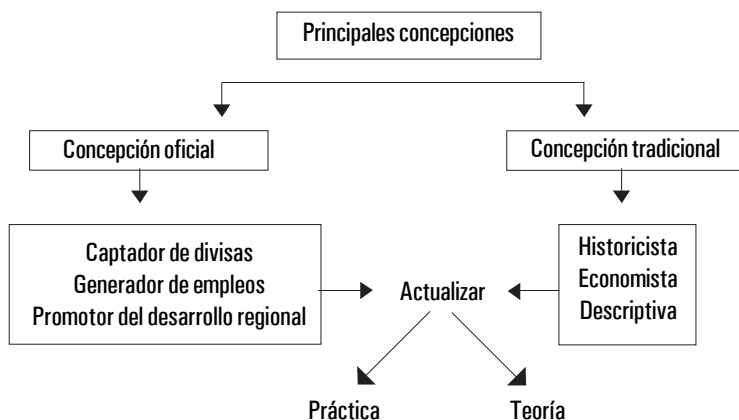 Principales concepciones
Concepción oficial
Concepción tradicional
Captador de divisas
Generador de empleos
Promotor del desarrollo regional
Historicista
Economista
Descriptiva
Actualizar
Práctica
Teoría